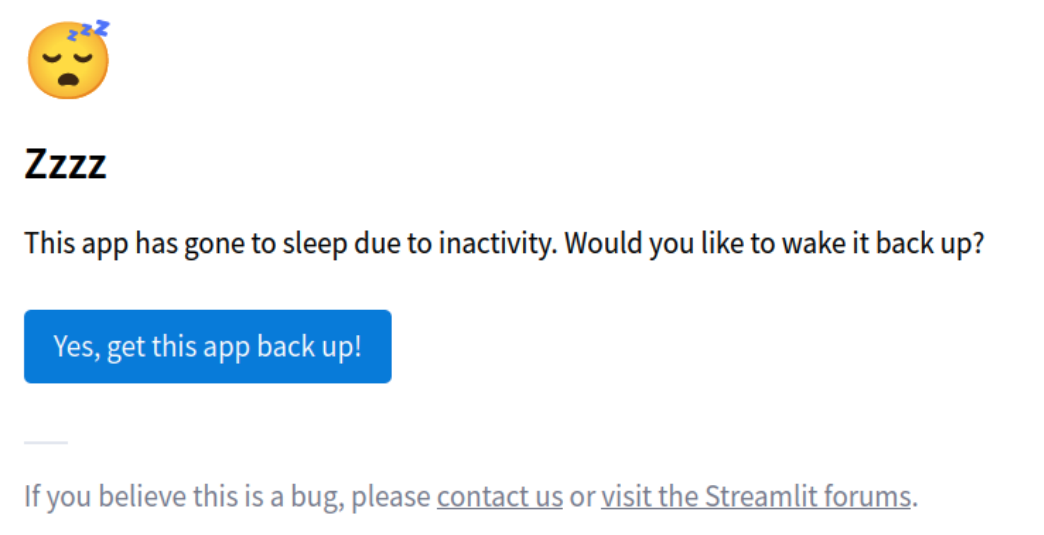 zzz
Zzzz
This app has gone to sleep due to inactivity. Would you like to wake it back up?
Yes, get this app back up!
If you believe this is a bug, please contact us or visit the Streamlit forums.